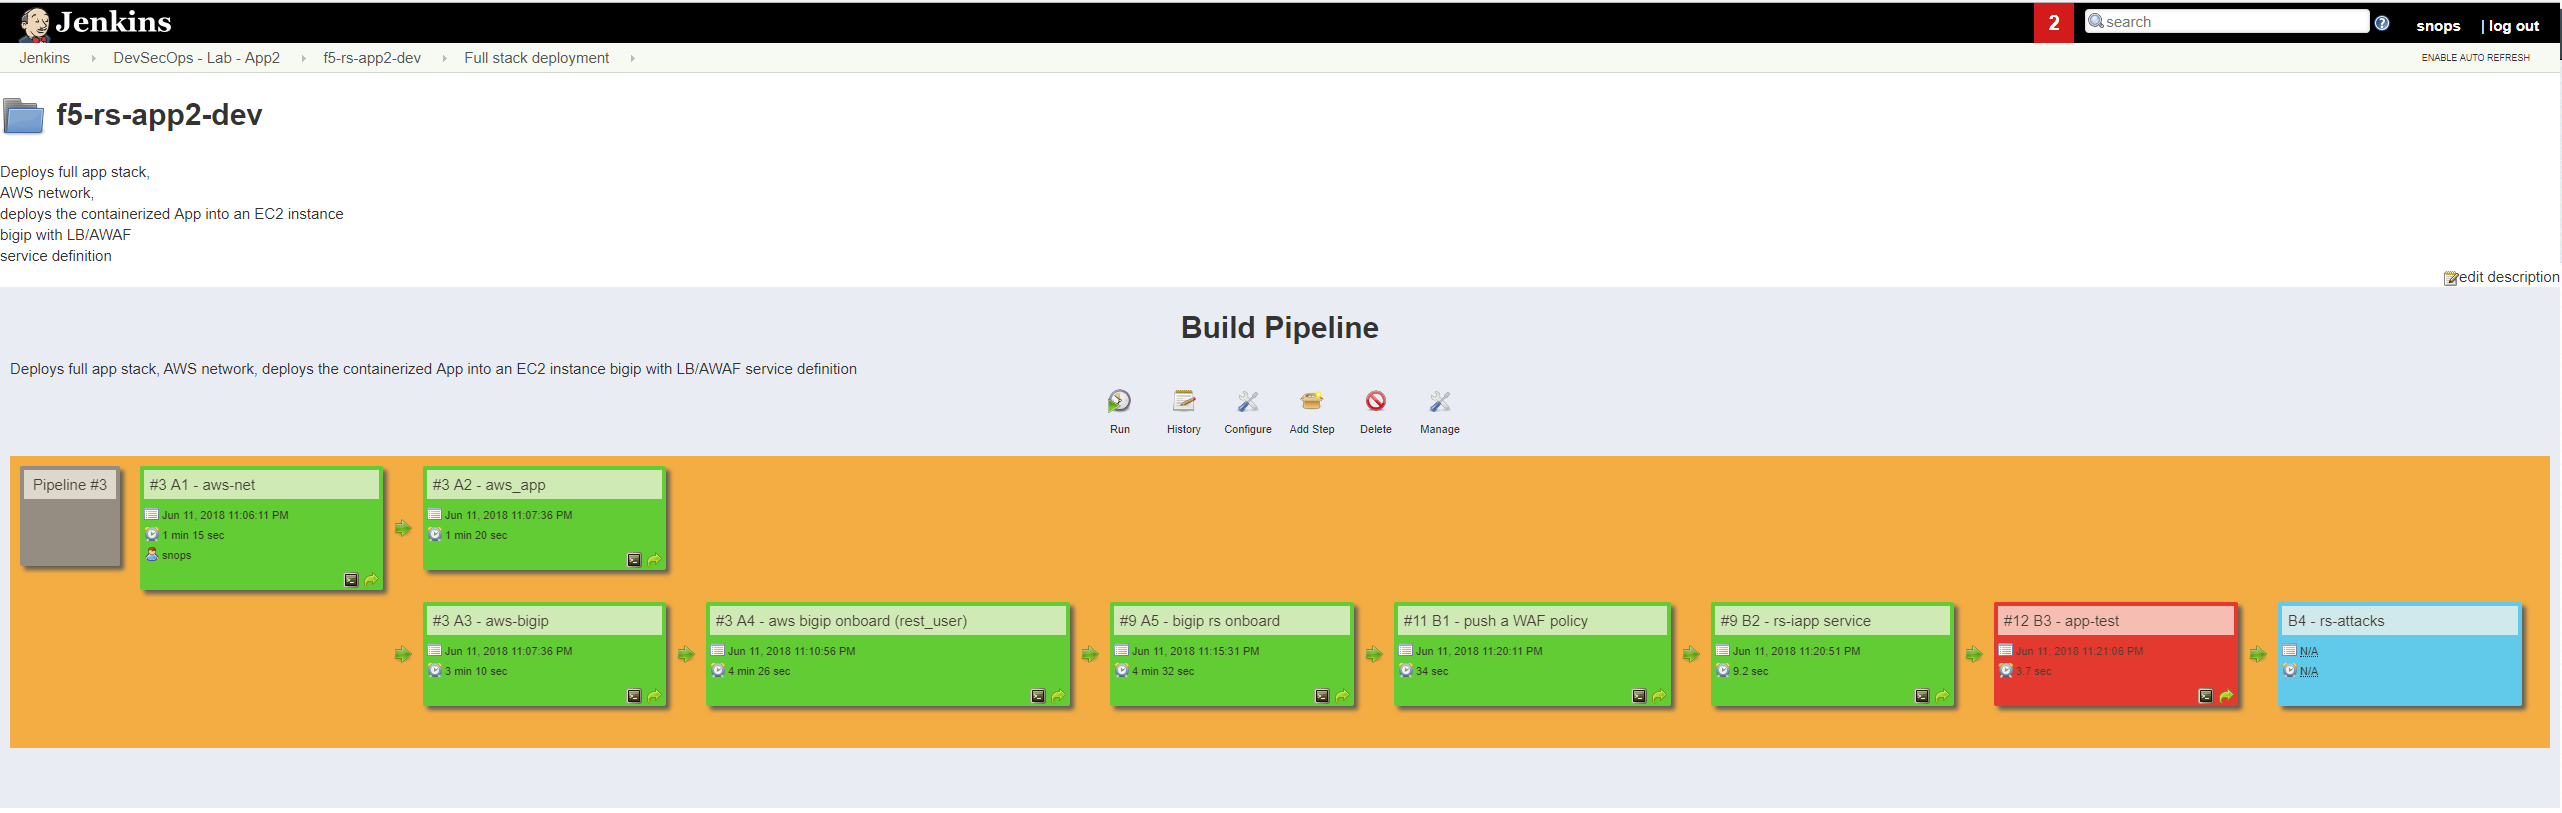 Jenkins
2
search
snops
| log out
Jenkins
DevSecOps - Lab - App2
f5-rs-app2-dev
Full stack deployment
ENABLE AUTO REFRESH
f5-rs-app2-dev
Deploys full app stack,
AWS network,
deploys the containerized App into an EC2 instance
bigip with LB/AWAF
service definition
edit description
Build Pipeline
Deploys full app stack, AWS network, deploys the containerized App into an EC2 instance bigip with LB/AWAF service definition
Run
History
Configure
Add Step
Delete
Manage
Pipeline #3
#3 A1 - aws-net
Jun 11, 2018 11:06:11 PM
1 min 15 sec
snops
#3 A2 - aws_app
Jun 11, 2018 11:07:36 PM
1 min 20 sec
#3 A3 - aws-bigip
Jun 11, 2018 11:07:36 PM
3 min 10 sec
#3 A4 - aws bigip onboard (rest_user)
Jun 11, 2018 11:10:56 PM
4 min 26 sec
#9 A5 - bigip rs onboard
Jun 11, 2018 11:15:31 PM
4 min 32 sec
#11 B1 - push a WAF policy
Jun 11, 2018 11:20:11 PM
34 sec
#9 B2 - rs-iapp service
Jun 11, 2018 11:20:51 PM
9.2 sec
#12 B3 - app-test
Jun 11, 2018 11:21:06 PM
3.7 sec
B4 - rs-attacks
N/A
N/A